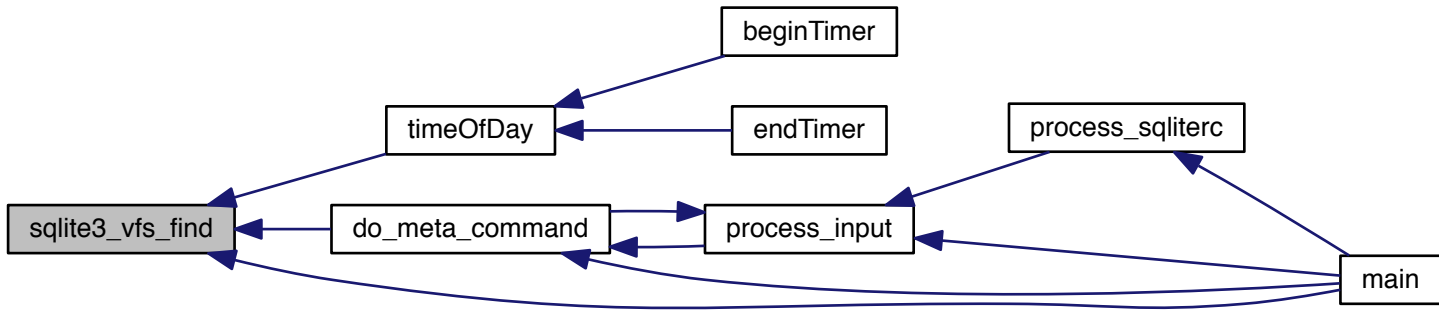 beginTimer
timeOfDay
endTimer
process_sqliterc
sqlite3_vfs_find
do_meta_command
process_input
main